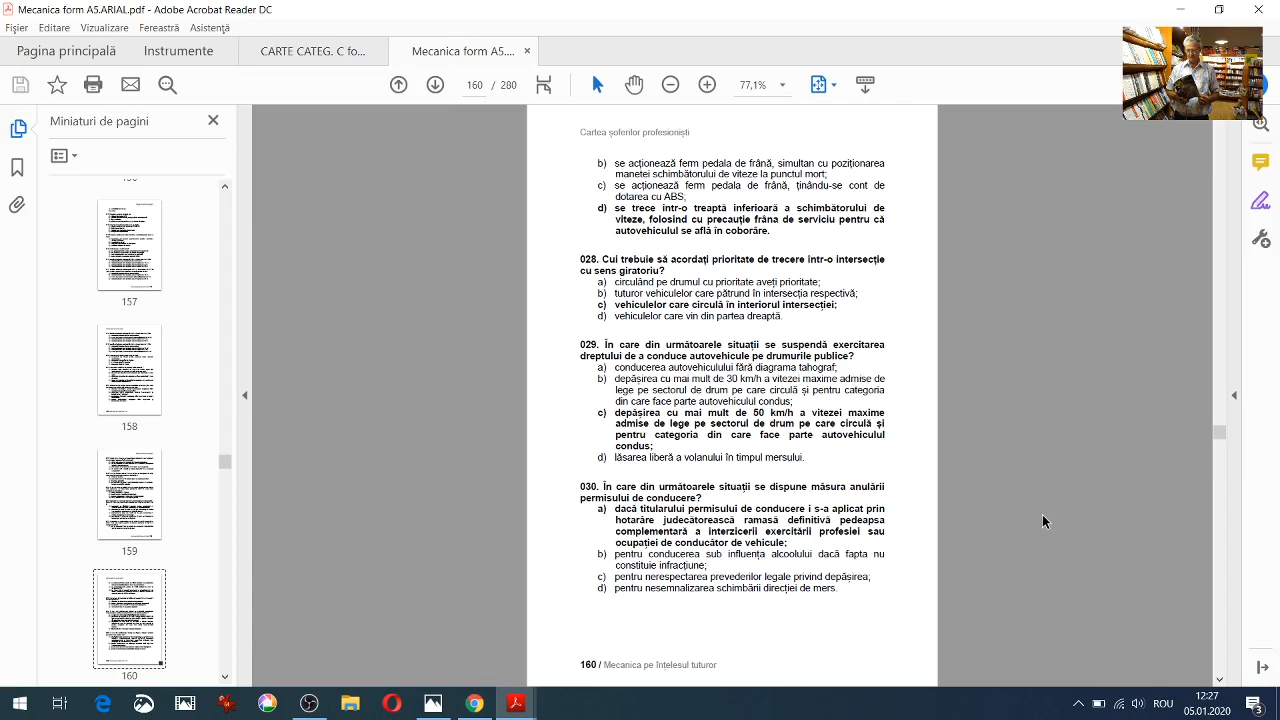 Mecanica form A5.ARIAL.pdf - Adobe Acrobat Reader DC
Fișier Editare Vizualizare Fereastră Asistență
Pagina principală Instrumente CARTE CATEG. C fo... Mecanica form A5....
160 / 280 77,1%
Miniaturi de pagini
157
158
159
160
Cartea șoferilor profesioniști
b) se acționează ferm pedala de frână, simultan cu poziționarea
manetei schimbătorului de viteze la punctul mort;
c) se acționează ferm pedala de frână, ținându-se cont de
dotarea cu ABS,
d) se trece într-o treaptă inferioară a schimbătorului de
viteze, folosind cu precauție frâna de serviciu pentru că
autovehiculul se află în coborâre.
028. Cui trebuie să acordați prioritate de trecere într-o intersecție
cu sens giratoriu?
a) circulând pe drumul cu prioritate aveți prioritate;
b) tuturor vehiculelor care pătrund în intersecția respectivă;
c) vehiculelor care circulă în interiorul intersecției;
d) vehiculelor care vin din partea dreaptă.
029. În care din următoarele situații se suspendă exercitarea
dreptului de a conduce autovehicule pe drumurile publice?
a) conducerea autovehiculului fără diagrama tahograf;
b) depășirea cu mai mult de 30 km/h a vitezei maxime admise de
lege pe sectorul de drum pe care circulă și pentru categoria
din care face parte autovehiculul condus;
c) depășirea cu mai mult de 50 km/h a vitezei maxime
admise de lege pe sectorul de drum pe care circulă și
pentru categoria din care face parte autovehiculul
condus;
d) lăsarea liberă a volanului în timpul mersului.
030. În care din următoarele situații se dispune măsura anulării
permisului de conducere?
a) dacă titularului permisului de conducere i s-a aplicat prin
hotarâre judecătorească ramasă definitivă pedeapsa
complementară a interzicerii exercitării profesiei sau
ocupației de conducător de vehicule;
b) pentru conducerea sub influența alcoolului dacă fapta nu
constituie infracțiune;
c) pentru nerespectarea prevederilor legale privind depășirea;
d) pentru nesemnalizarea schimbării direcției de mers.
160 / Mecanica pe înțelesul tuturor
ROU
12:27
05.01.2020
3